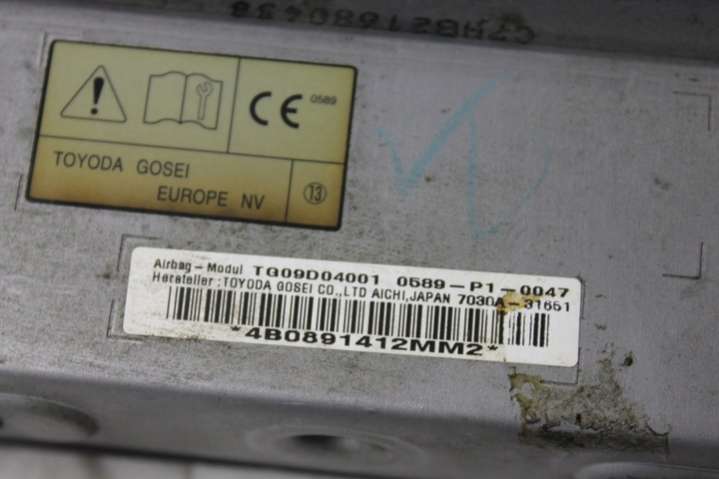 C7HB21680438
CE 0589
TOYODA GOSEI
EUROPE NV
⑬
Airbag-Modul TG09D04001 0589-P1-0047
Hersteller :TOYODA GOSEI CO.,LTD AICHI,JAPAN 7030A-31651
*4B0891412MM2*